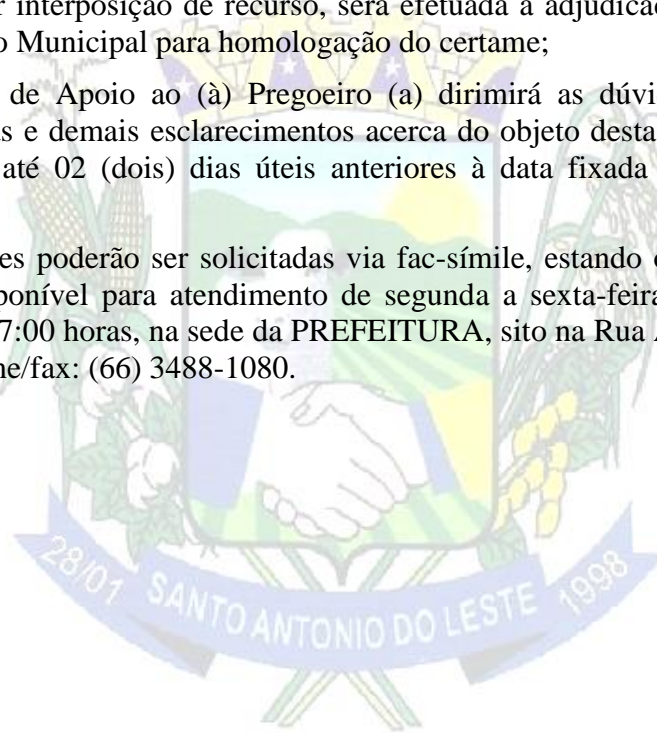 interposição de recurso, será efetuada a adjudica
Municipal para homologação do certame;
de Apoio ao (à) Pregoeiro (a) dirimirá as
e demais esclarecimentos acerca do objeto desta
até 02 (dois) dias úteis anteriores à data fixada
es poderão ser solicitadas via fac-símile, estando
ponível para atendimento de segunda a sexta-feira
7:00 horas, na sede da PREFEITURA, sito na Rua
ne/fax: (66) 3488-1080.
28/01 SANTO ANTONIO DO LESTE 1998